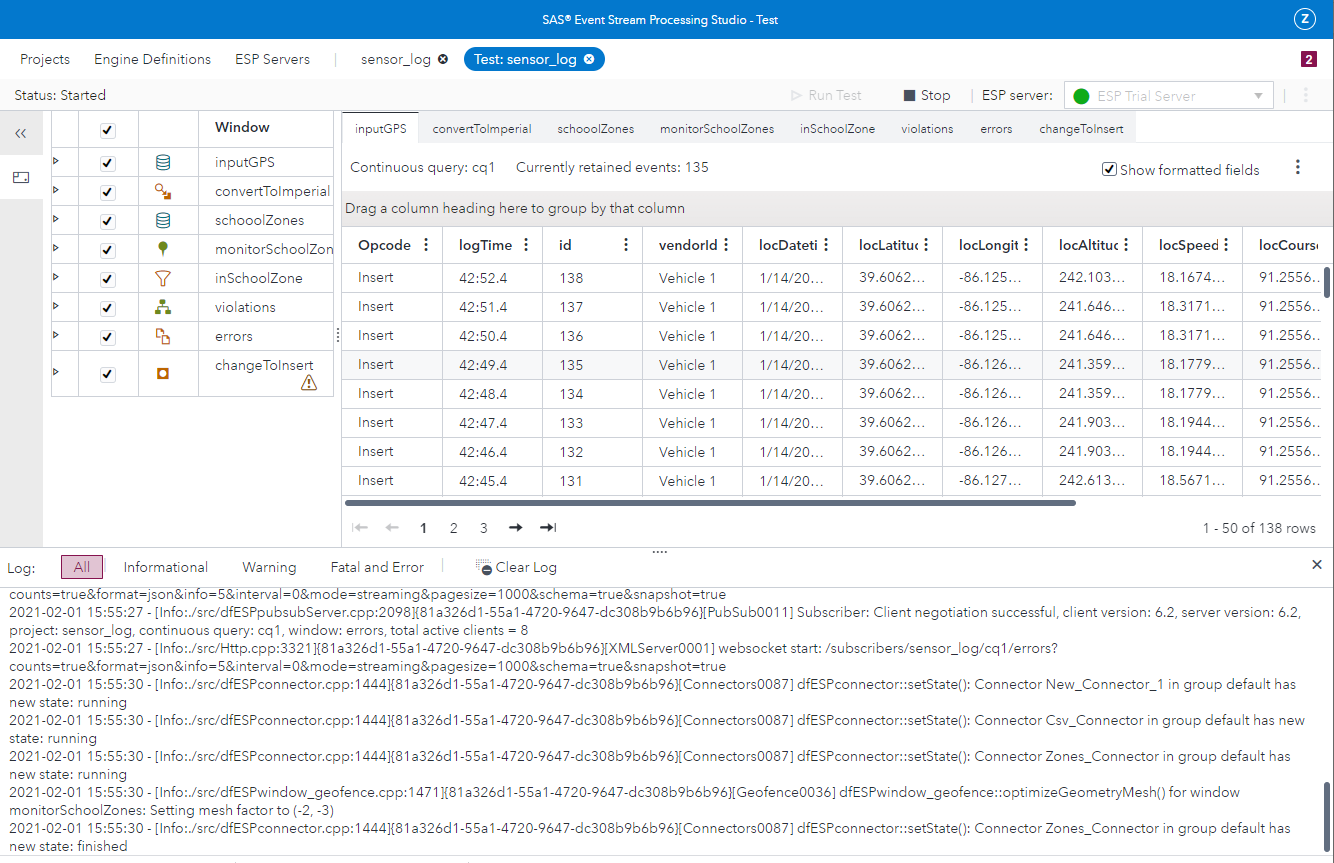 SAS® Event Stream Processing Studio - Test
Z
Projects Engine Definitions ESP Servers sensor_log Test: sensor_log 2
Status: Started Run Test Stop ESP server: ESP Trial Server
Window
inputGPS
convertToImperial
schooolZones
monitorSchoolZon
inSchoolZone
violations
errors
changeToInsert
inputGPS convertToImperial schooolZones monitorSchoolZones inSchoolZone violations errors changeToInsert
Continuous query: cq1 Currently retained events: 135 Show formatted fields
Drag a column heading here to group by that column
Opcode logTime id vendorId locDateti locLatituc locLongit locAltituc locSpeed locCours
Insert 42:52.4 138 Vehicle 1 1/14/20... 39.6062... -86.125... 242.103... 18.1674... 91.2556...
Insert 42:51.4 137 Vehicle 1 1/14/20... 39.6062... -86.125... 241.646... 18.3171... 91.2556...
Insert 42:50.4 136 Vehicle 1 1/14/20... 39.6062... -86.125... 241.646... 18.3171... 91.2556...
Insert 42:49.4 135 Vehicle 1 1/14/20... 39.6062... -86.126... 241.359... 18.1779... 91.2556...
Insert 42:48.4 134 Vehicle 1 1/14/20... 39.6062... -86.126... 241.359... 18.1779... 91.2556...
Insert 42:47.4 133 Vehicle 1 1/14/20... 39.6062... -86.126... 241.903... 18.1944... 91.2556...
Insert 42:46.4 132 Vehicle 1 1/14/20... 39.6062... -86.126... 241.903... 18.1944... 91.2556...
Insert 42:45.4 131 Vehicle 1 1/14/20... 39.6062... -86.127... 242.613... 18.5671... 91.2556...
1 2 3 1 - 50 of 138 rows
Log: All Informational Warning Fatal and Error Clear Log
counts=true&format=json&info=5&interval=0&mode=streaming&pagesize=1000&schema=true&snapshot=true
2021-02-01 15:55:27 - [Info:./src/dfESPpubsubServer.cpp:2098]{81a326d1-55a1-4720-9647-dc308b9b6b96}[PubSub0011] Subscriber: Client negotiation successful, client version: 6.2, server version: 6.2,
project: sensor_log, continuous query: cq1, window: errors, total active clients = 8
2021-02-01 15:55:27 - [Info:./src/Http.cpp:3321]{81a326d1-55a1-4720-9647-dc308b9b6b96}[XMLServer0001] websocket start: /subscribers/sensor_log/cq1/errors?
counts=true&format=json&info=5&interval=0&mode=streaming&pagesize=1000&schema=true&snapshot=true
2021-02-01 15:55:30 - [Info:./src/dfESPconnector.cpp:1444]{81a326d1-55a1-4720-9647-dc308b9b6b96}[Connectors0087] dfESPconnector::setState(): Connector New_Connector_1 in group default has
new state: running
2021-02-01 15:55:30 - [Info:./src/dfESPconnector.cpp:1444]{81a326d1-55a1-4720-9647-dc308b9b6b96}[Connectors0087] dfESPconnector::setState(): Connector Csv_Connector in group default has new
state: running
2021-02-01 15:55:30 - [Info:./src/dfESPconnector.cpp:1444]{81a326d1-55a1-4720-9647-dc308b9b6b96}[Connectors0087] dfESPconnector::setState(): Connector Zones_Connector in group default has
new state: running
2021-02-01 15:55:30 - [Info:./src/dfESPwindow_geofence.cpp:1471]{81a326d1-55a1-4720-9647-dc308b9b6b96}[Geofence0036] dfESPwindow_geofence::optimizeGeometryMesh() for window
monitorSchoolZones: Setting mesh factor to (-2, -3)
2021-02-01 15:55:30 - [Info:./src/dfESPconnector.cpp:1444]{81a326d1-55a1-4720-9647-dc308b9b6b96}[Connectors0087] dfESPconnector::setState(): Connector Zones_Connector in group default has
new state: finished